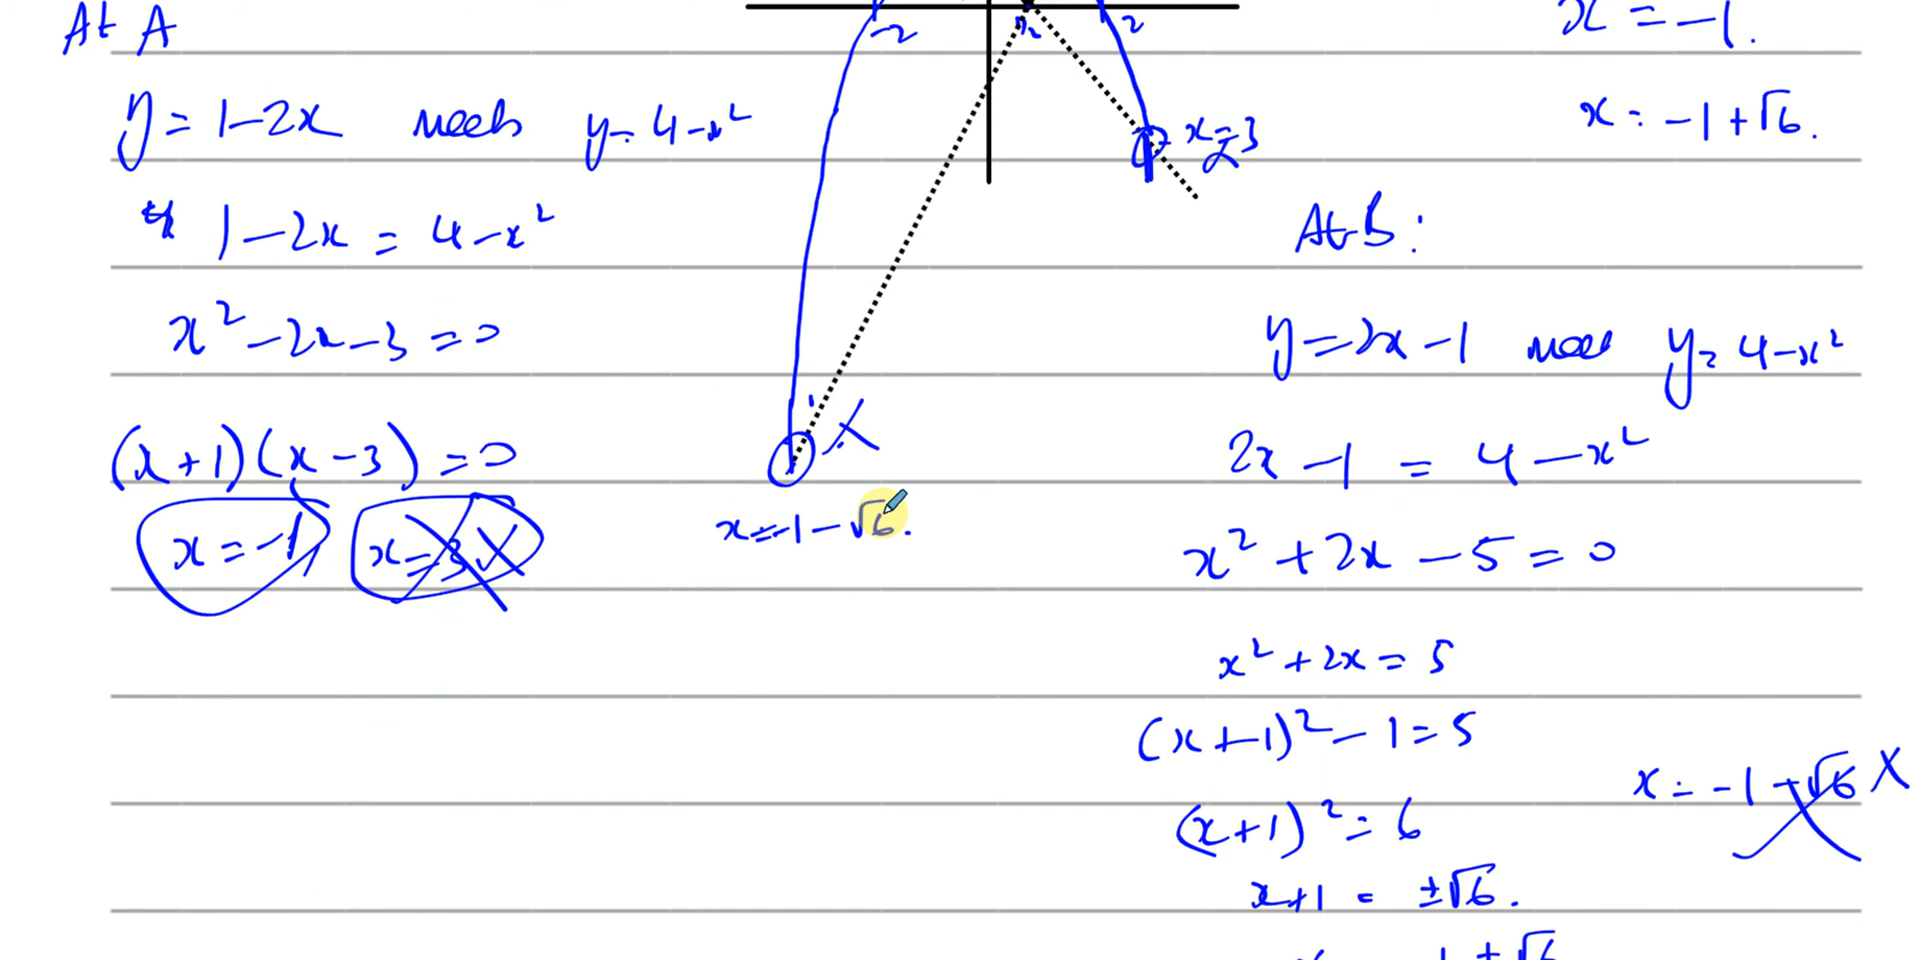 At A
y = 1 - 2x meets y = 4 - x²
1 - 2x = 4 - x²
x² - 2x - 3 = 0
(x + 1)(x - 3) = 0
x = -1 x = 3 X
-2 ½ 2
x = 3
X
x = -1 - √6.
x = -1.
x = -1 + √6.
At B:
y = 2x - 1 meets y = 4 - x²
2x - 1 = 4 - x²
x² + 2x - 5 = 0
x² + 2x = 5
(x + 1)² - 1 = 5
(x + 1)² = 6
x + 1 = ±√6.
x = -1 - √6 X